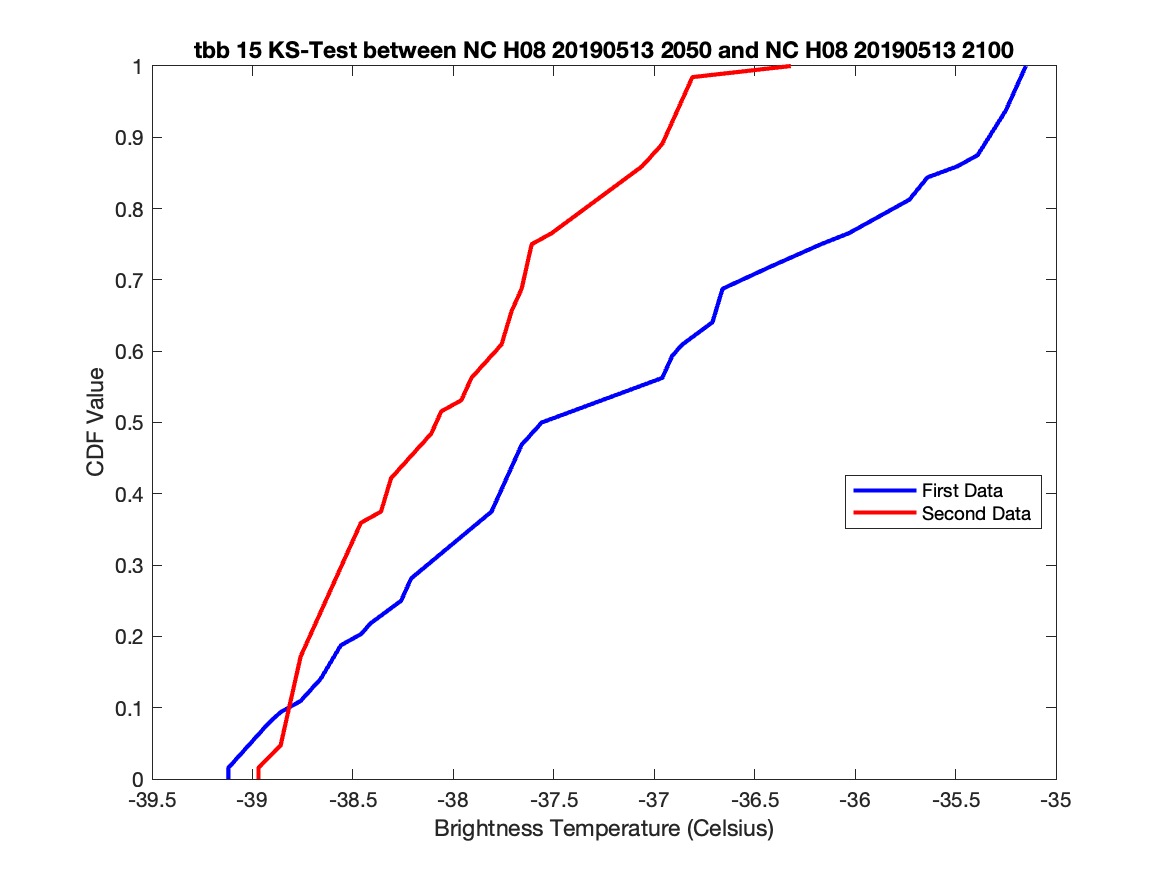 tbb 15 KS-Test between NC H08 20190513 2050 and NC H08 20190513 2100
1
0.9
0.8
0.7
0.6
0.5
0.4
0.3
0.2
0.1
0
CDF Value
First Data
Second Data
-39.5 -39 -38.5 -38 -37.5 -37 -36.5 -36 -35.5 -35
Brightness Temperature (Celsius)